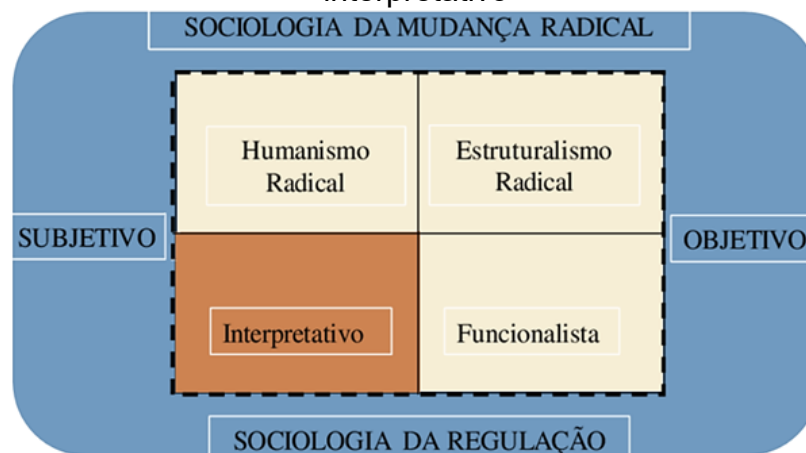 SOCIOLOGIA DA MUDANÇA RADICAL
Humanismo
Radical
Estruturalismo
Radical
SUBJETIVO
OBJETIVO
Interpretativo
Funcionalista
SOCIOLOGIA DA REGULAÇÃO